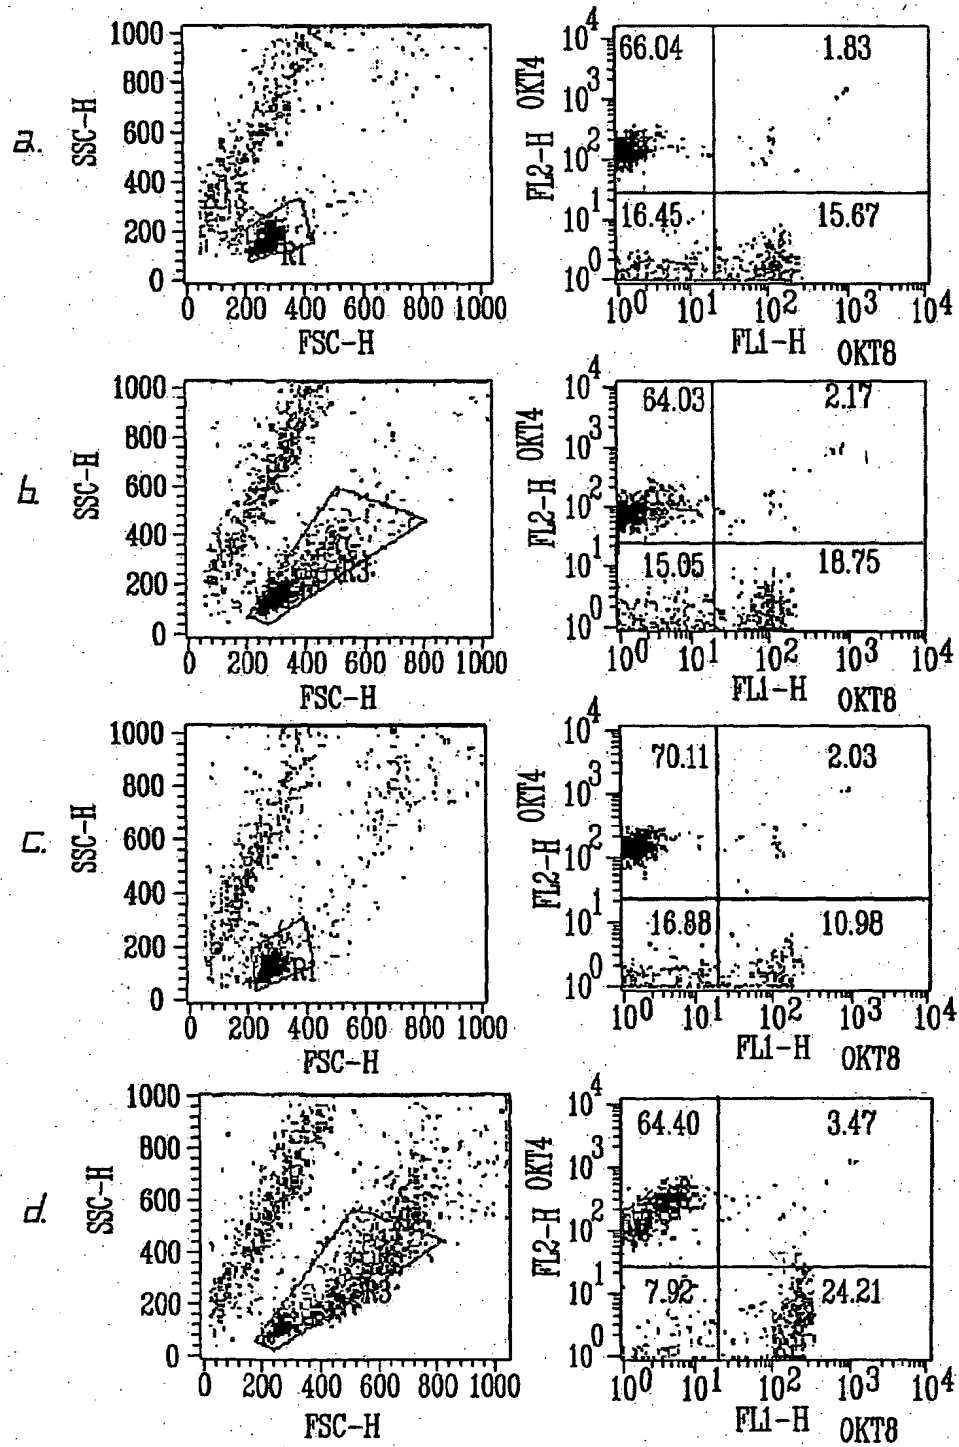 a.
SSC-H
1000
800
600
400
200
0
R1
0 200 400 600 800 1000
FSC-H
FL2-H OKT4
10^4
10^3
10^2
10^1
10^0
66.04 1.83
16.45 15.67
10^0 10^1 10^2 10^3 10^4
FL1-H OKT8
b.
SSC-H
1000
800
600
400
200
0
R3
0 200 400 600 800 1000
FSC-H
FL2-H OKT4
10^4
10^3
10^2
10^1
10^0
64.03 2.17
15.05 18.75
10^0 10^1 10^2 10^3 10^4
FL1-H OKT8
c.
SSC-H
1000
800
600
400
200
0
R1
0 200 400 600 800 1000
FSC-H
FL2-H OKT4
10^4
10^3
10^2
10^1
10^0
70.11 2.03
16.88 10.98
10^0 10^1 10^2 10^3 10^4
FL1-H OKT8
d.
SSC-H
1000
800
600
400
200
0
R3
0 200 400 600 800 1000
FSC-H
FL2-H OKT4
10^4
10^3
10^2
10^1
10^0
64.40 3.47
7.92 24.21
10^0 10^1 10^2 10^3 10^4
FL1-H OKT8